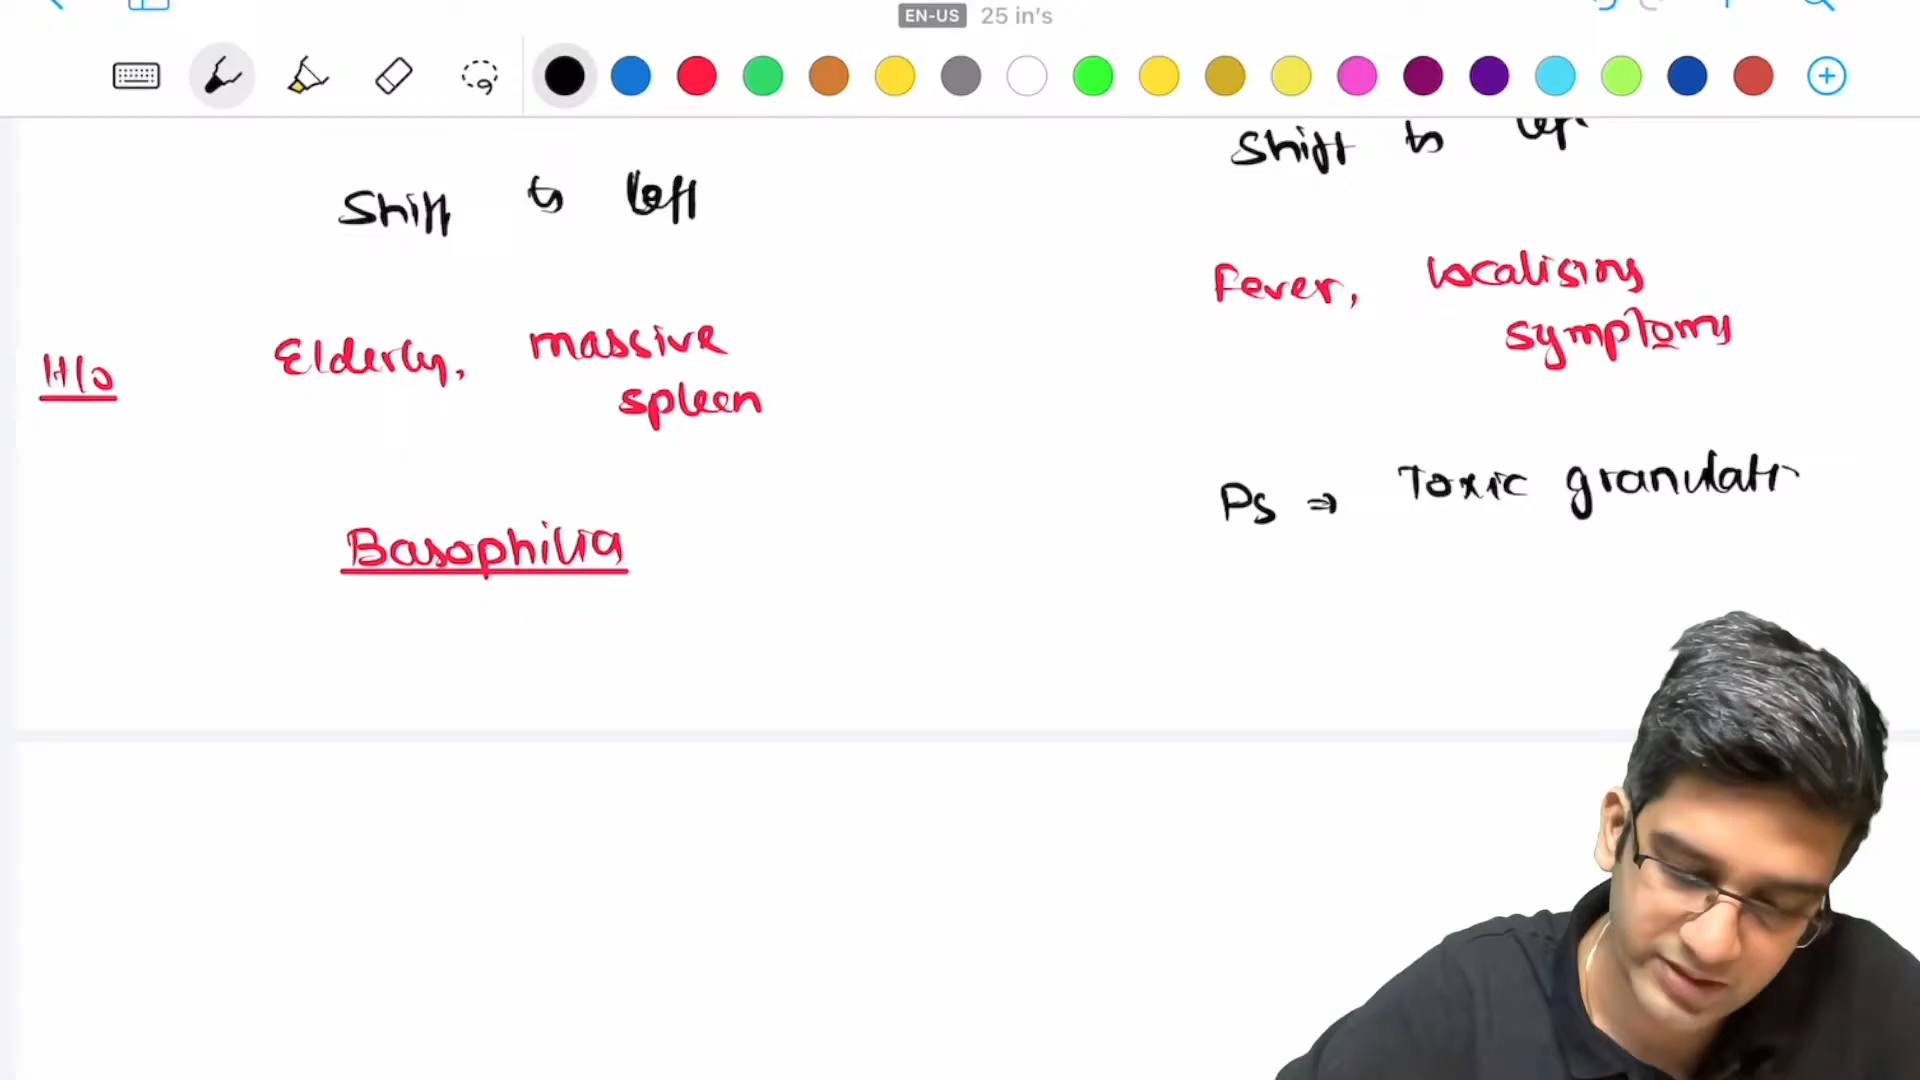 EN-US 25 in's
Shift to left
Shift to left
Fever, localising
symptoms
H/o Elderly, massive
spleen
Ps ⇒ Toxic granulati
Basophilia